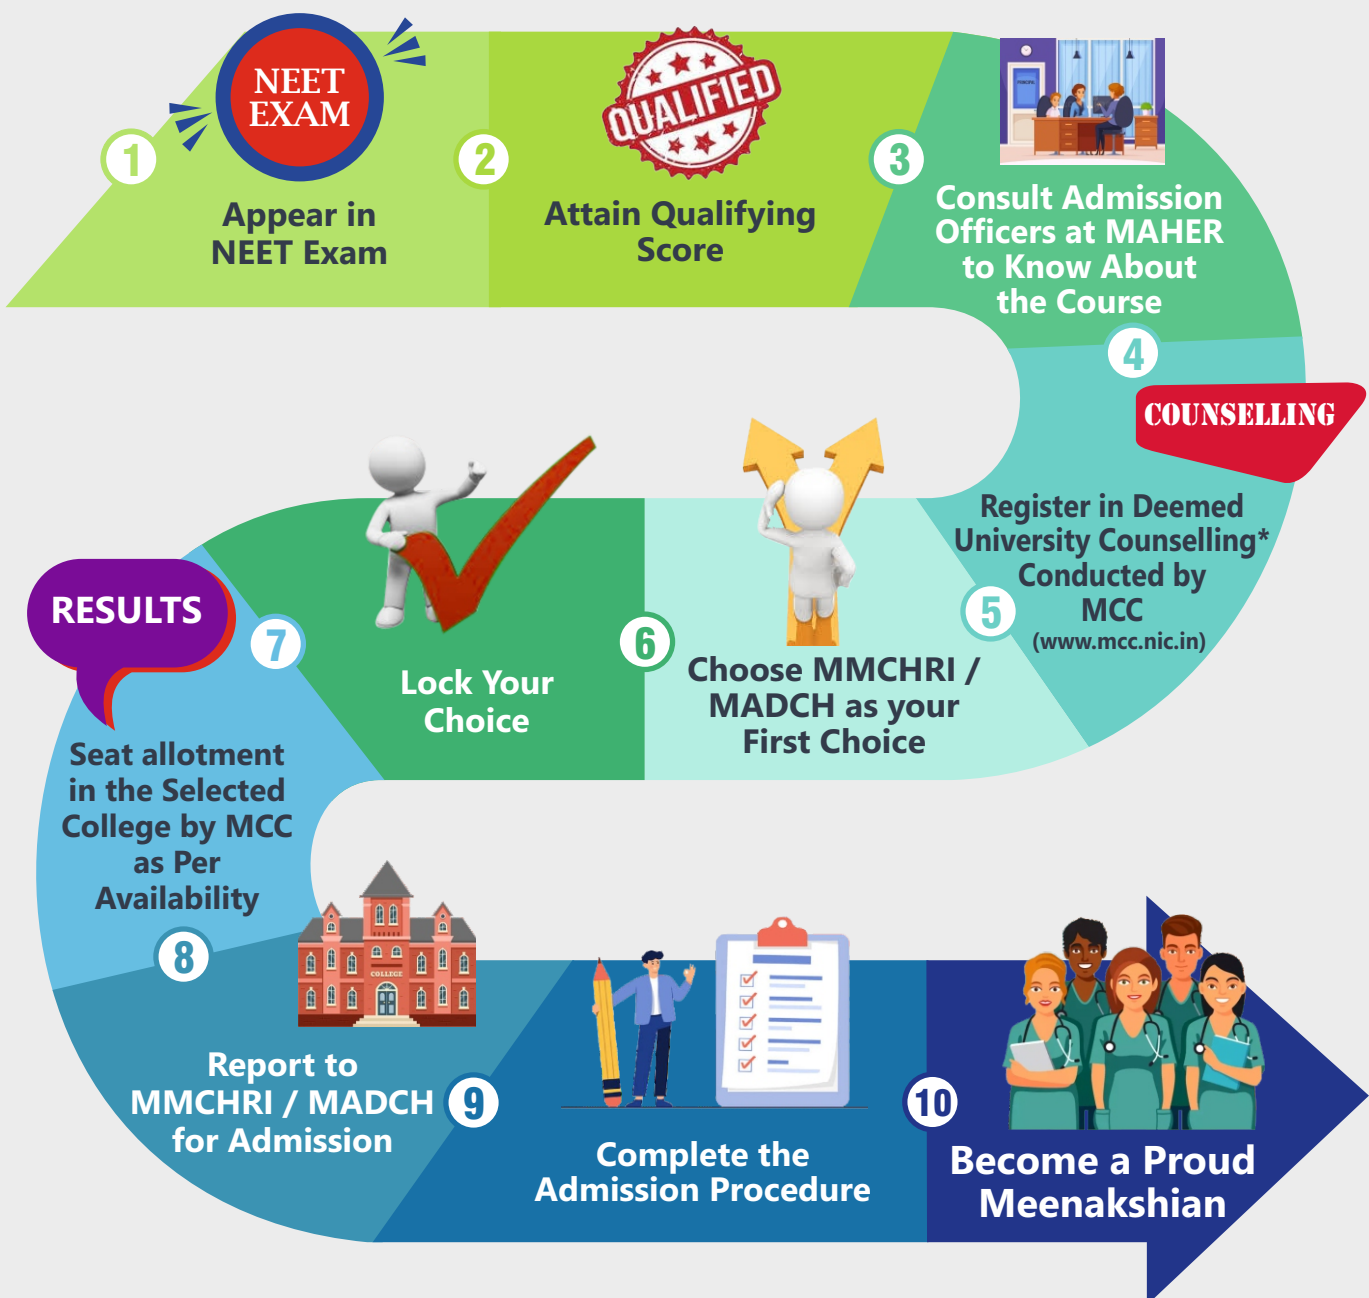 1
NEET
EXAM
Appear in
NEET Exam
2
QUALIFIED
Attain Qualifying
Score
3
PRINCIPAL
Consult Admission
Officers at MAHER
to Know About
the Course
4
COUNSELLING
Register in Deemed
University Counselling*
Conducted by
MCC
(www.mcc.nic.in)
5
Choose MMCHRI /
MADCH as your
First Choice
6
Lock Your
Choice
7
RESULTS
Seat allotment
in the Selected
College by MCC
as Per
Availability
8
COLLEGE
Report to
MMCHRI / MADCH
for Admission
9
Complete the
Admission Procedure
10
Become a Proud
Meenakshian